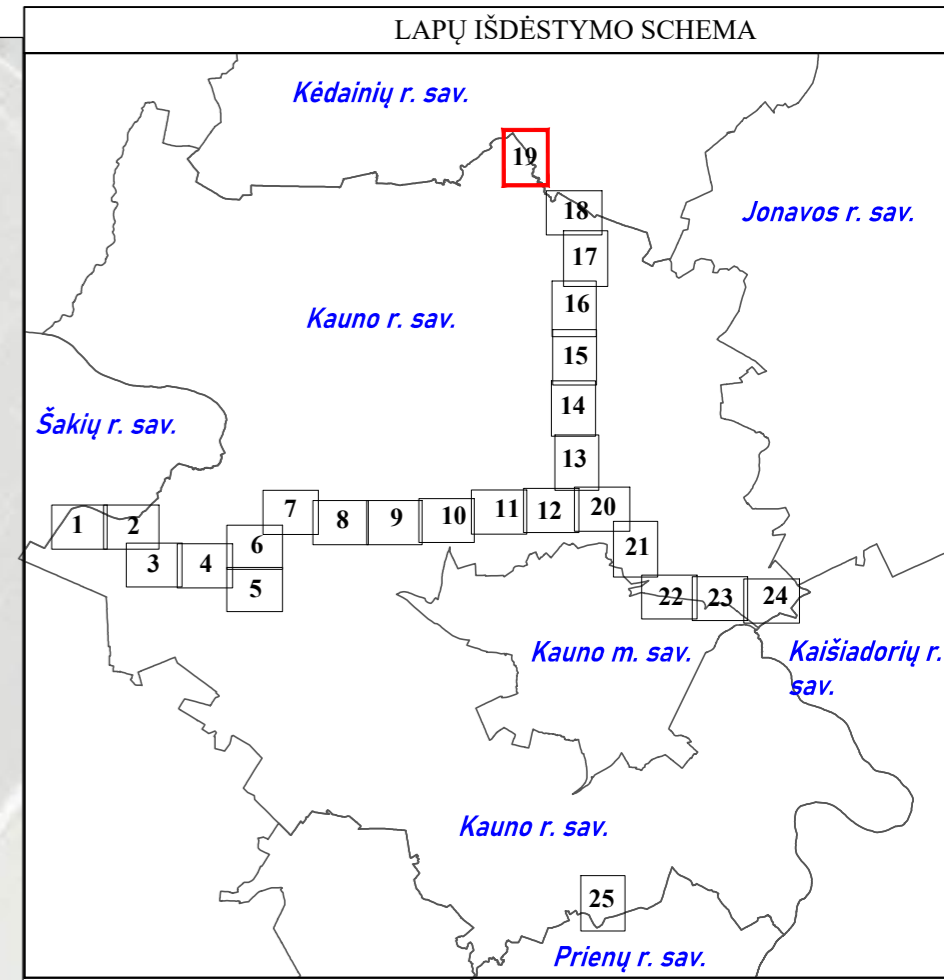 LAPŲ IŠDĖSTYMO SCHEMA
Kėdainių r. sav.
19
18
Jonavos r. sav.
17
16
Kauno r. sav.
15
14
Šakių r. sav.
13
7
8
9
10
11
12
20
1
2
6
21
3
4
5
22
23
24
Kauno m. sav.
Kaišiadorių r.
sav.
Kauno r. sav.
25
Prienų r. sav.